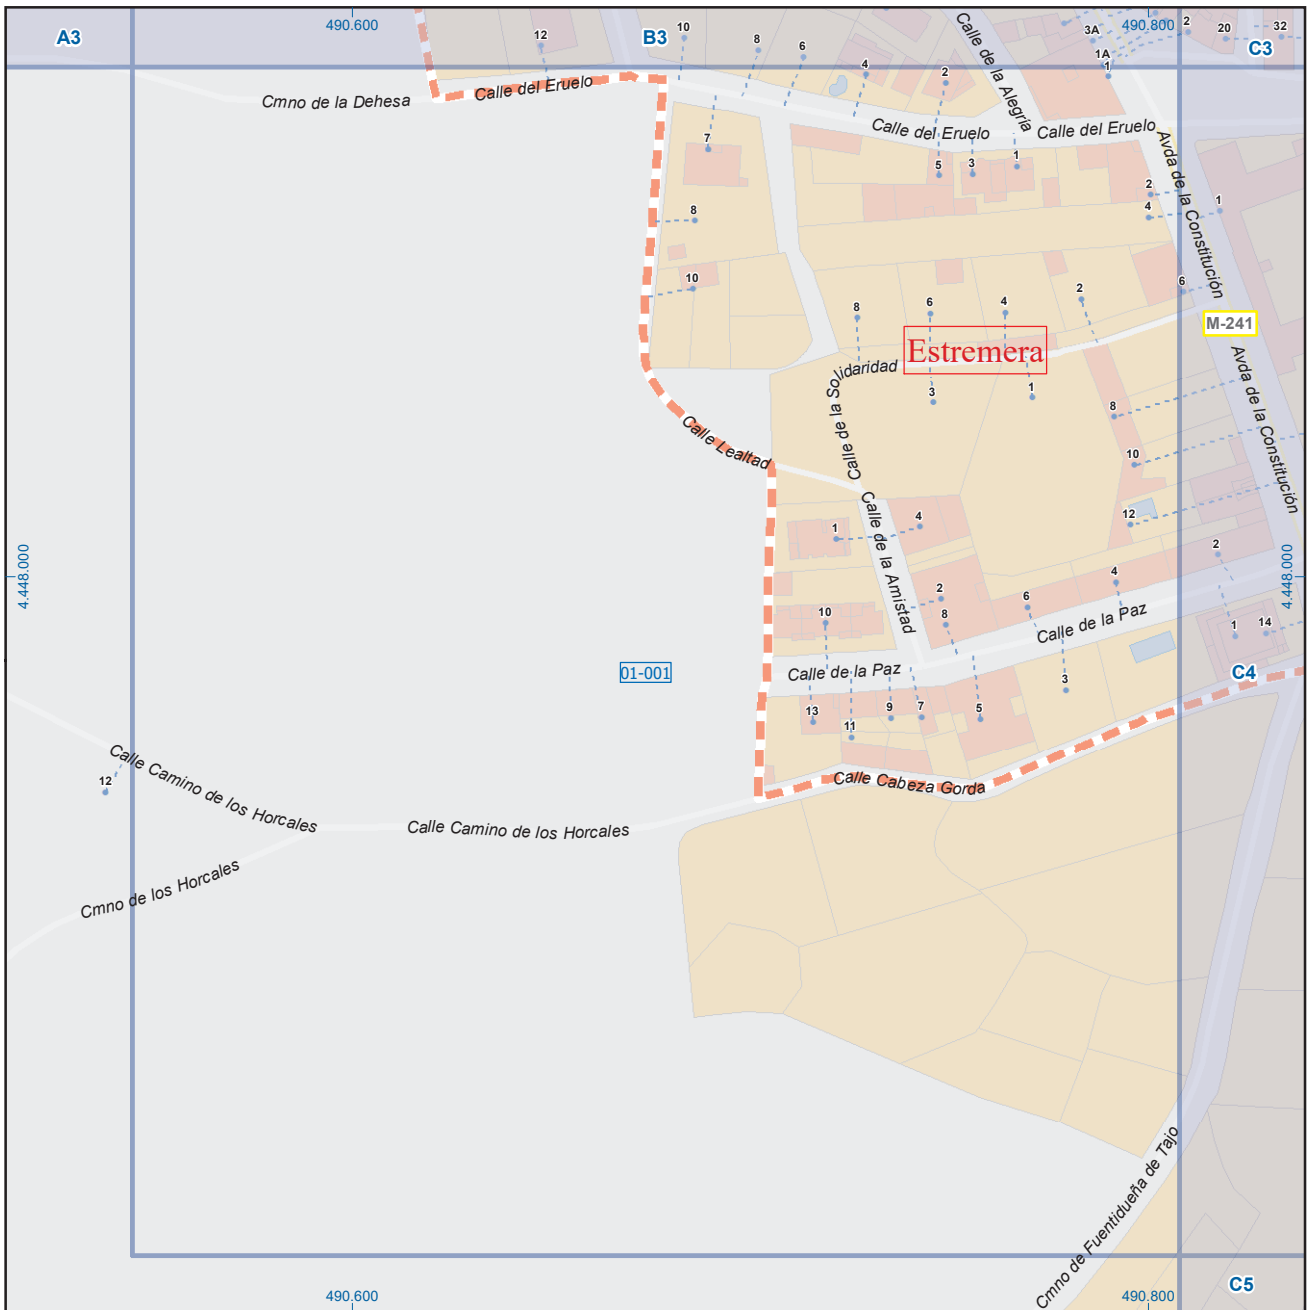 490.600
490.800
A3
B3
C3
12
10
8
6
4
2
3A
1A
1
2
20
32
Cmno de la Dehesa
Calle del Eruelo
Calle de la Alegría
Calle del Eruelo
Calle del Eruelo
Avda de la Constitución
7
5
3
1
2
4
1
8
10
6
8
6
4
2
M-241
Estremera
Calle de la Solidaridad
Avda de la Constitución
3
1
8
10
12
Calle Lealtad
Calle de la Amistad
1
4
2
4.448.000
4.448.000
10
2
8
6
4
1
14
Calle de la Paz
Calle de la Paz
01-001
C4
13
11
9
7
5
3
Calle Cabeza Gorda
12
Calle Camino de los Horcales
Calle Camino de los Horcales
Cmno de los Horcales
Cmno de Fuentidueña de Tajo
C5
490.600
490.800